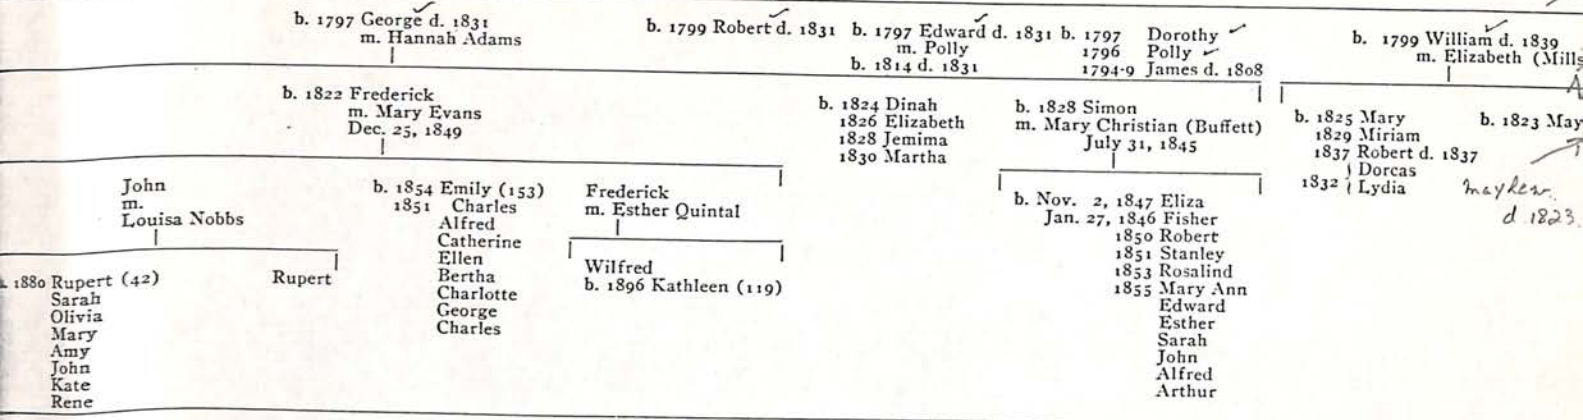 b. 1797 George d. 1831
m. Hannah Adams
b. 1799 Robert d. 1831
b. 1797 Edward d. 1831
m. Polly
b. 1814 d. 1831
b. 1797 Dorothy
1796 Polly
1794-9 James d. 1808
b. 1799 William d. 1839
m. Elizabeth (Mills
b. 1822 Frederick
m. Mary Evans
Dec. 25, 1849
b. 1824 Dinah
1826 Elizabeth
1828 Jemima
1830 Martha
b. 1828 Simon
m. Mary Christian (Buffett)
July 31, 1845
b. 1825 Mary
1829 Miriam
1837 Robert d. 1837
Dorcas
1832 Lydia
b. 1823 May
mayhew
d 1823.
John
m.
Louisa Nobbs
b. 1854 Emily (153)
1851 Charles
Alfred
Catherine
Ellen
Bertha
Charlotte
George
Charles
Frederick
m. Esther Quintal
b. Nov. 2, 1847 Eliza
Jan. 27, 1846 Fisher
1850 Robert
1851 Stanley
1853 Rosalind
1855 Mary Ann
Edward
Esther
Sarah
John
Alfred
Arthur
1880 Rupert (42)
Sarah
Olivia
Mary
Amy
John
Kate
Rene
Rupert
Wilfred
b. 1896 Kathleen (119)